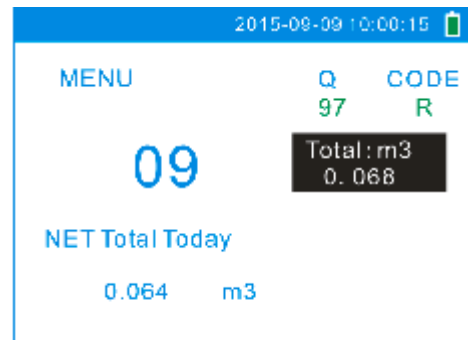 2015-09-09 10:00:15
MENU Q CODE
97 R
09
Total:m3
0.068
NET Total Today
0.064 m3